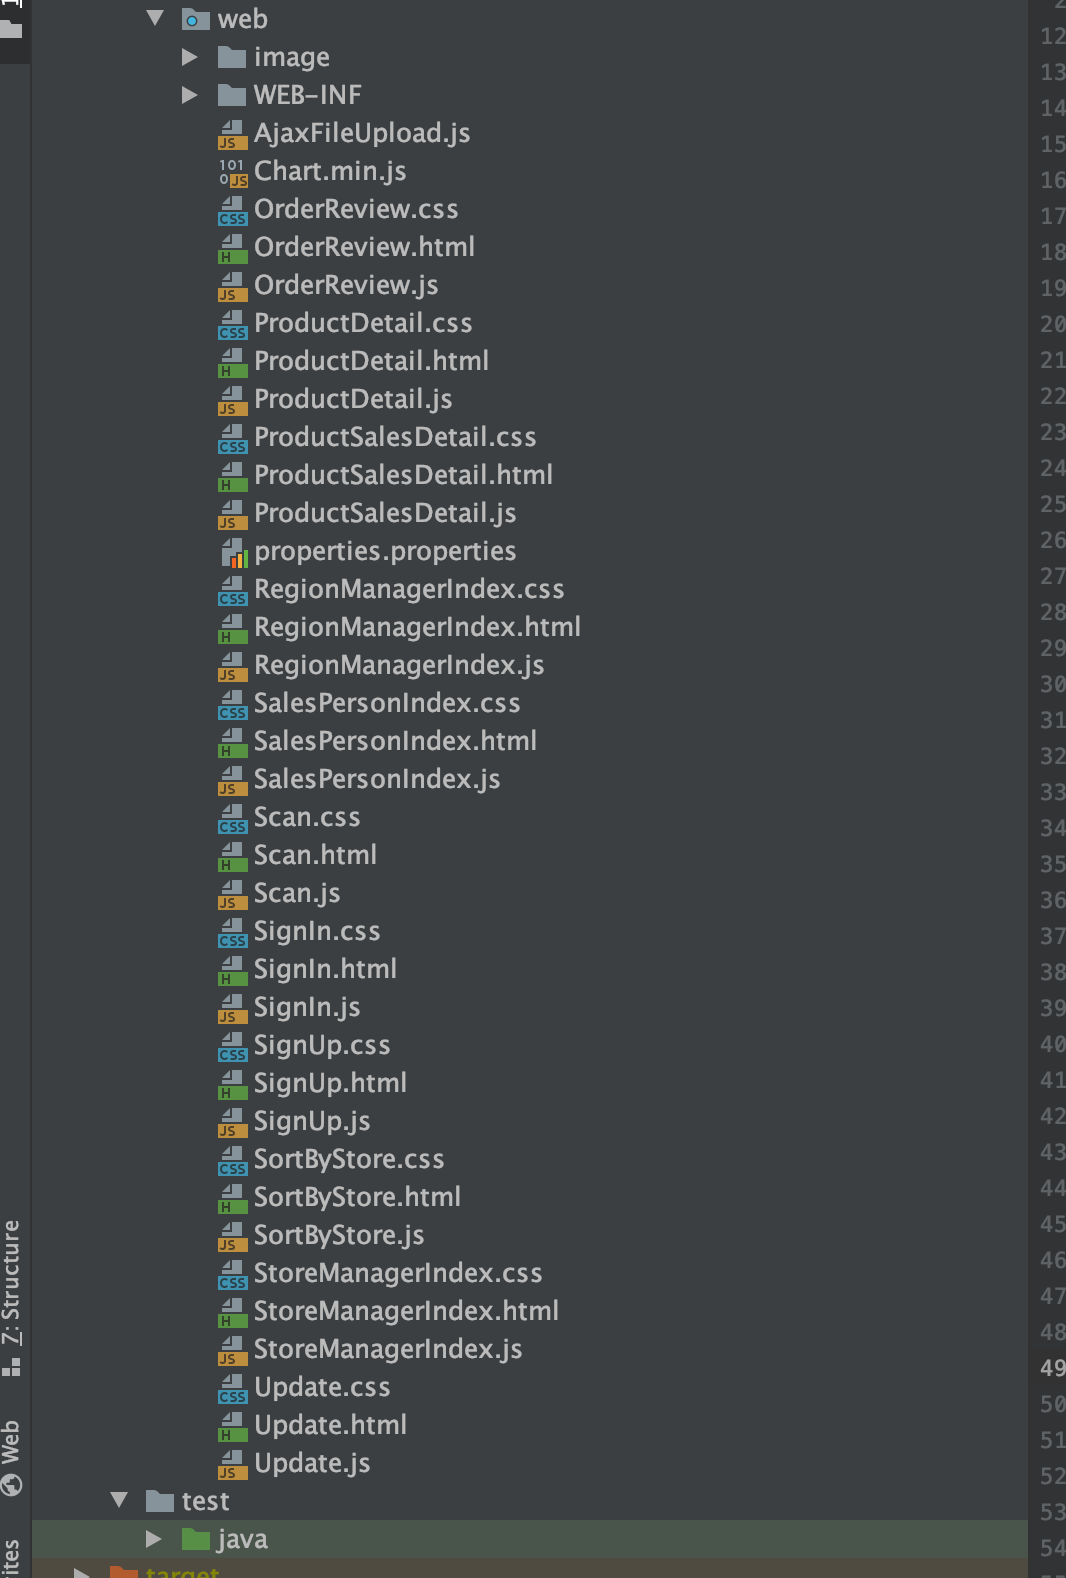 web
image
WEB-INF
AjaxFileUpload.js
Chart.min.js
OrderReview.css
OrderReview.html
OrderReview.js
ProductDetail.css
ProductDetail.html
ProductDetail.js
ProductSalesDetail.css
ProductSalesDetail.html
ProductSalesDetail.js
properties.properties
RegionManagerIndex.css
RegionManagerIndex.html
RegionManagerIndex.js
SalesPersonIndex.css
SalesPersonIndex.html
SalesPersonIndex.js
Scan.css
Scan.html
Scan.js
SignIn.css
SignIn.html
SignIn.js
SignUp.css
SignUp.html
SignUp.js
SortByStore.css
SortByStore.html
SortByStore.js
StoreManagerIndex.css
StoreManagerIndex.html
StoreManagerIndex.js
Update.css
Update.html
Update.js
test
java
target
7: Structure
Web
12
13
14
15
16
17
18
19
20
21
22
23
24
25
26
27
28
29
30
31
32
33
34
35
36
37
38
39
40
41
42
43
44
45
46
47
48
49
50
51
52
53
54